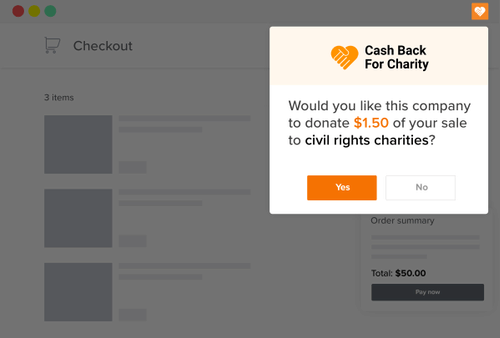 Checkout
3 items
Cash Back
For Charity
Would you like this company
to donate $1.50 of your sale
to civil rights charities?
Yes
No
Order summary
Total: $50.00
Pay now